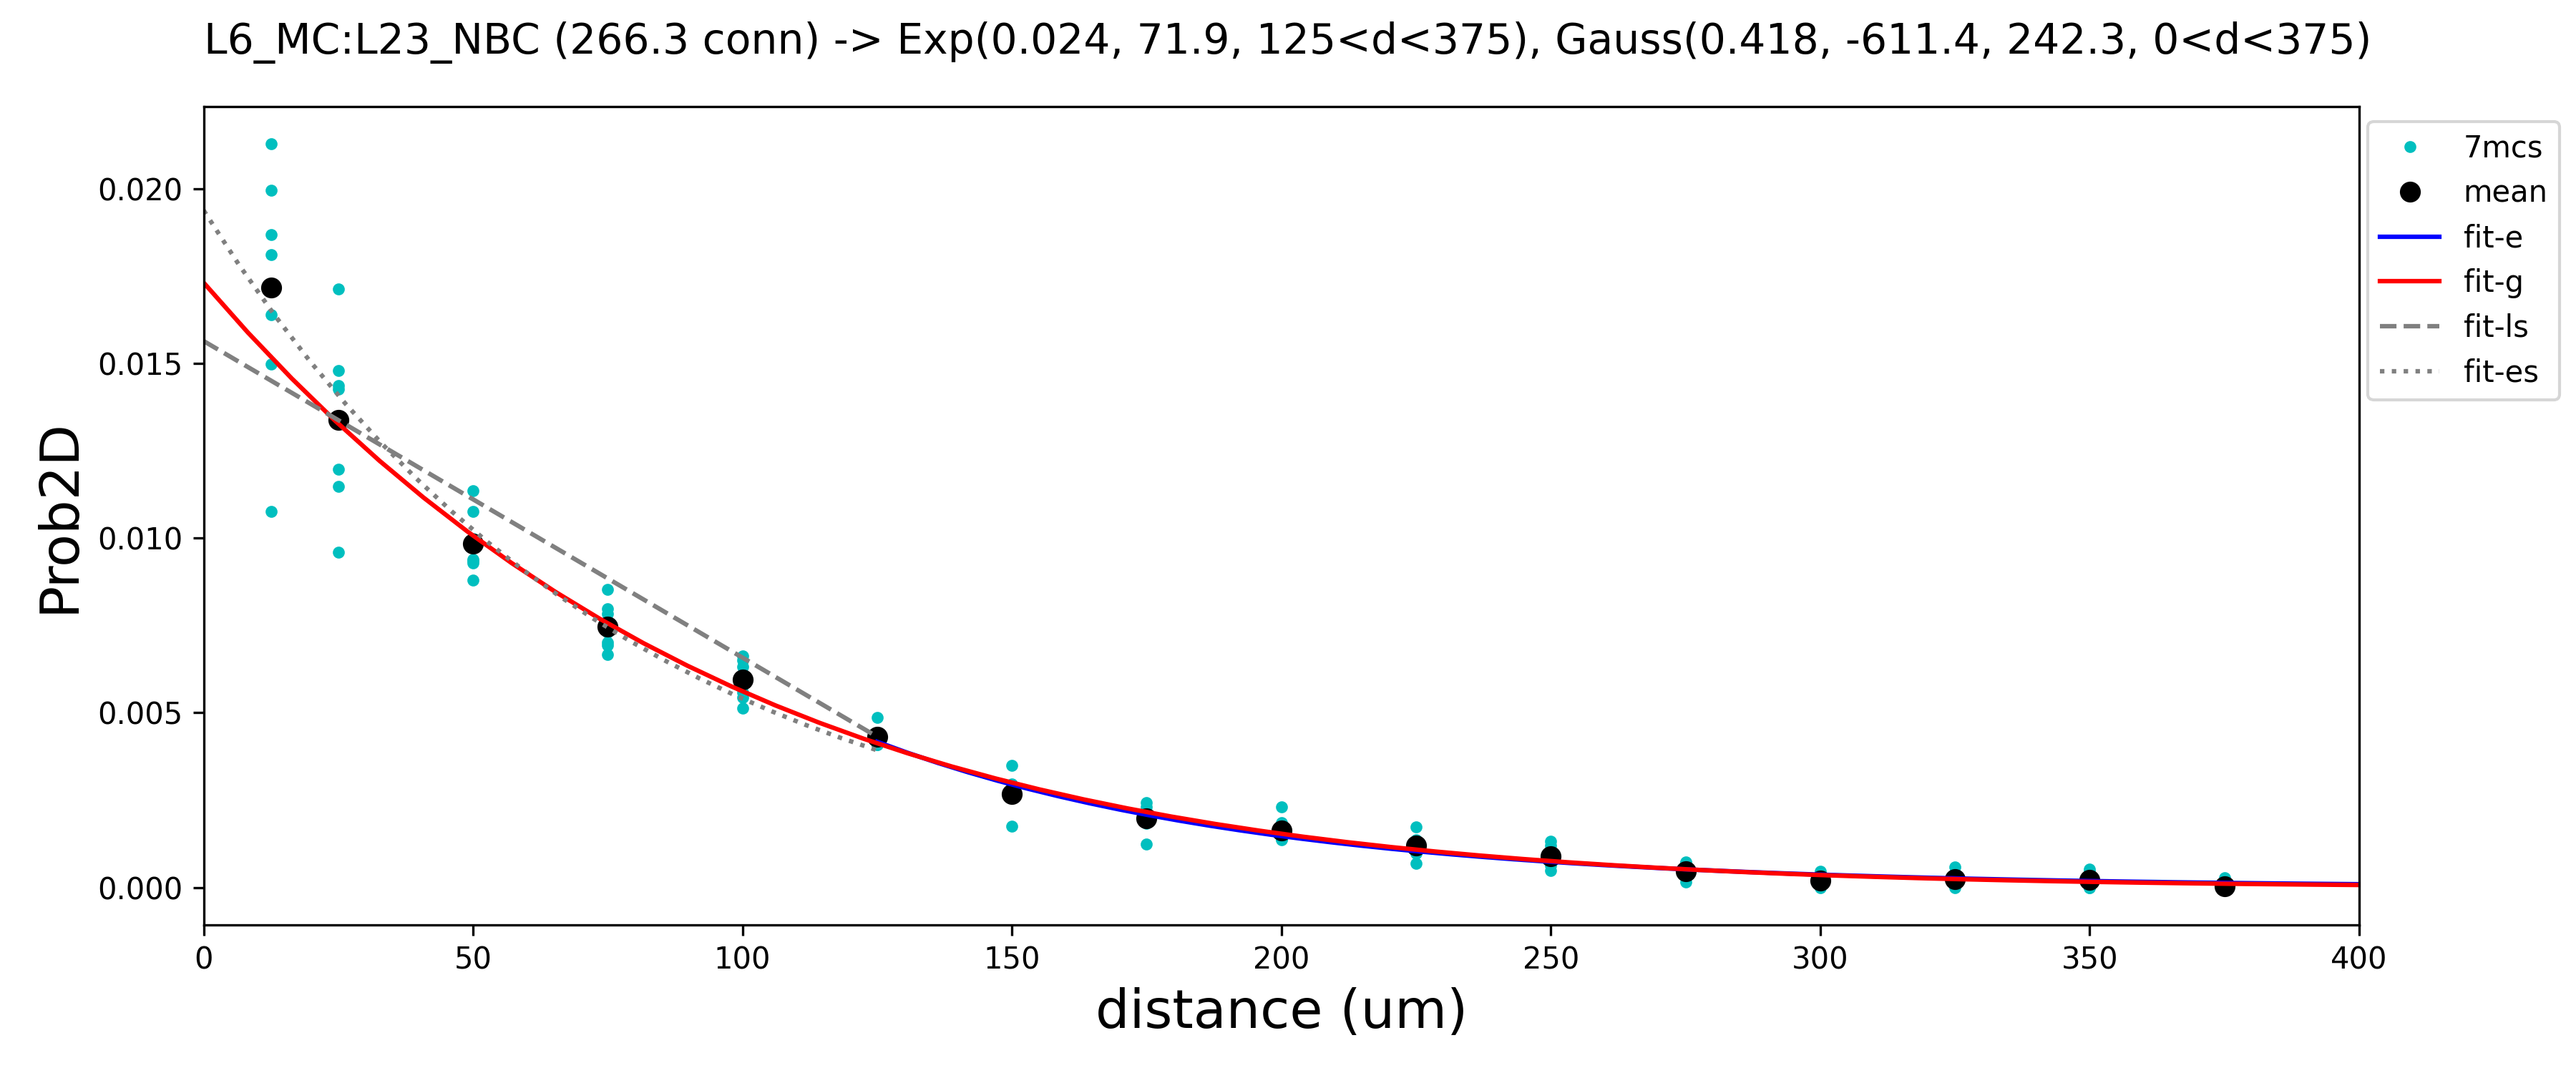 L6_MC:L23_NBC (266.3 conn) -> Exp(0.024, 71.9, 125<d<375), Gauss(0.418, -611.4, 242.3, 0<d<375)
7mcs
mean
fit-e
fit-g
fit-ls
fit-es
Prob2D
0.020
0.015
0.010
0.005
0.000
0 50 100 150 200 250 300 350 400
distance (um)